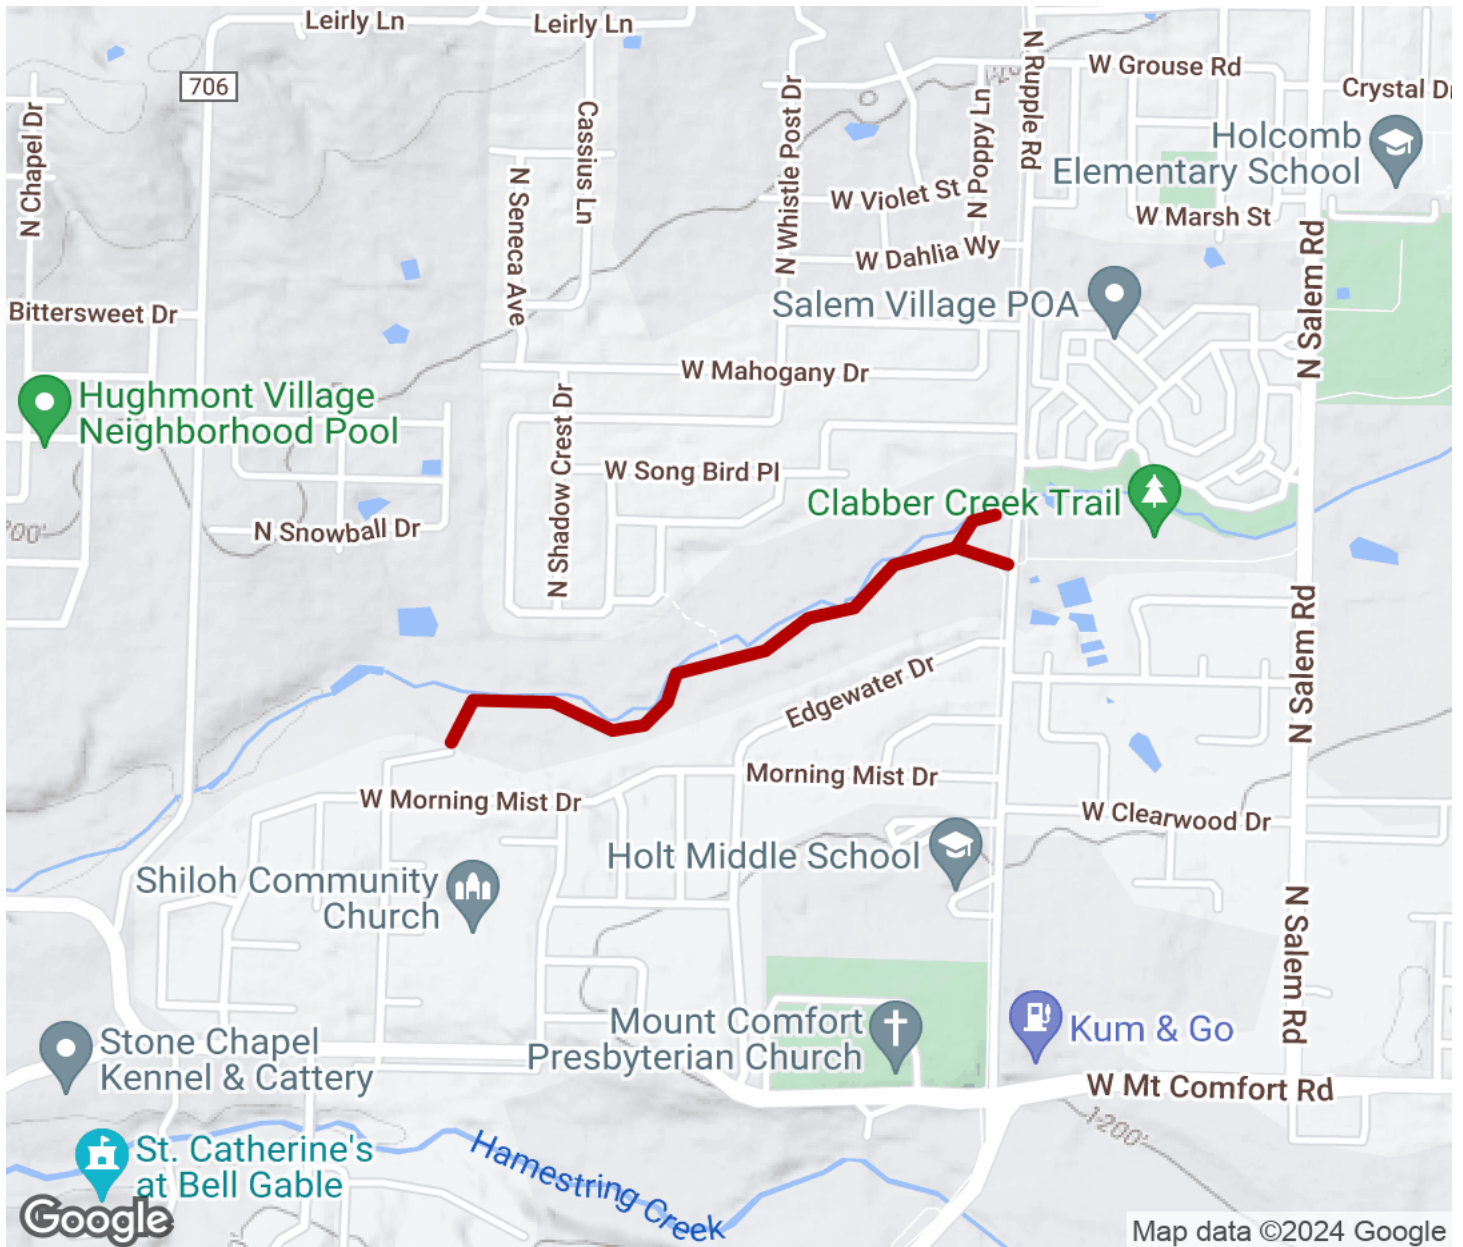 Leirly Ln
Leirly Ln
706
W Grouse Rd
Crystal Dr
N Chapel Dr
Cassius Ln
N Whistle Post Dr
N Poppy Ln
N Rupple Rd
Holcomb
Elementary School
N Seneca Ave
W Violet St
W Marsh St
W Dahlia Wy
N Salem Rd
Salem Village POA
Bittersweet Dr
W Mahogany Dr
Hughmont Village
Neighborhood Pool
N Shadow Crest Dr
W Song Bird Pl
Clabber Creek Trail
N Snowball Dr
N Salem Rd
Edgewater Dr
Morning Mist Dr
W Morning Mist Dr
W Clearwood Dr
Holt Middle School
Shiloh Community
Church
N Salem Rd
Mount Comfort
Presbyterian Church
Kum & Go
Stone Chapel
Kennel & Cattery
W Mt Comfort Rd
1200'
St. Catherine's
at Bell Gable
Hamestring Creek
Google
Map data ©2024 Google